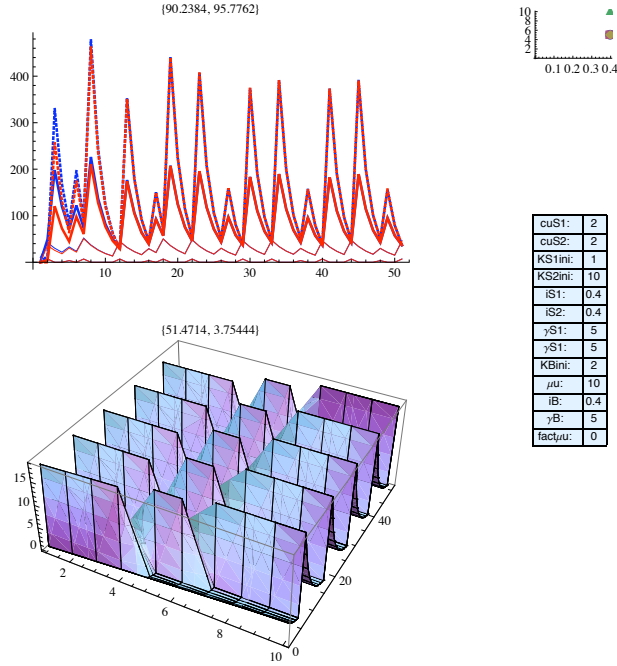 {90.2384, 95.7762}
400
300
200
100
10 20 30 40 50
10
8
6
4
2
0.1 0.2 0.3 0.4
cuS1: 2
cuS2: 2
KS1ini: 1
KS2ini: 10
iS1: 0.4
iS2: 0.4
γS1: 5
γS1: 5
KBini: 2
μu: 10
iB: 0.4
γB: 5
factμu: 0
{51.4714, 3.75444}
15
10
5
0
2 4 6 8 10
0 20 40